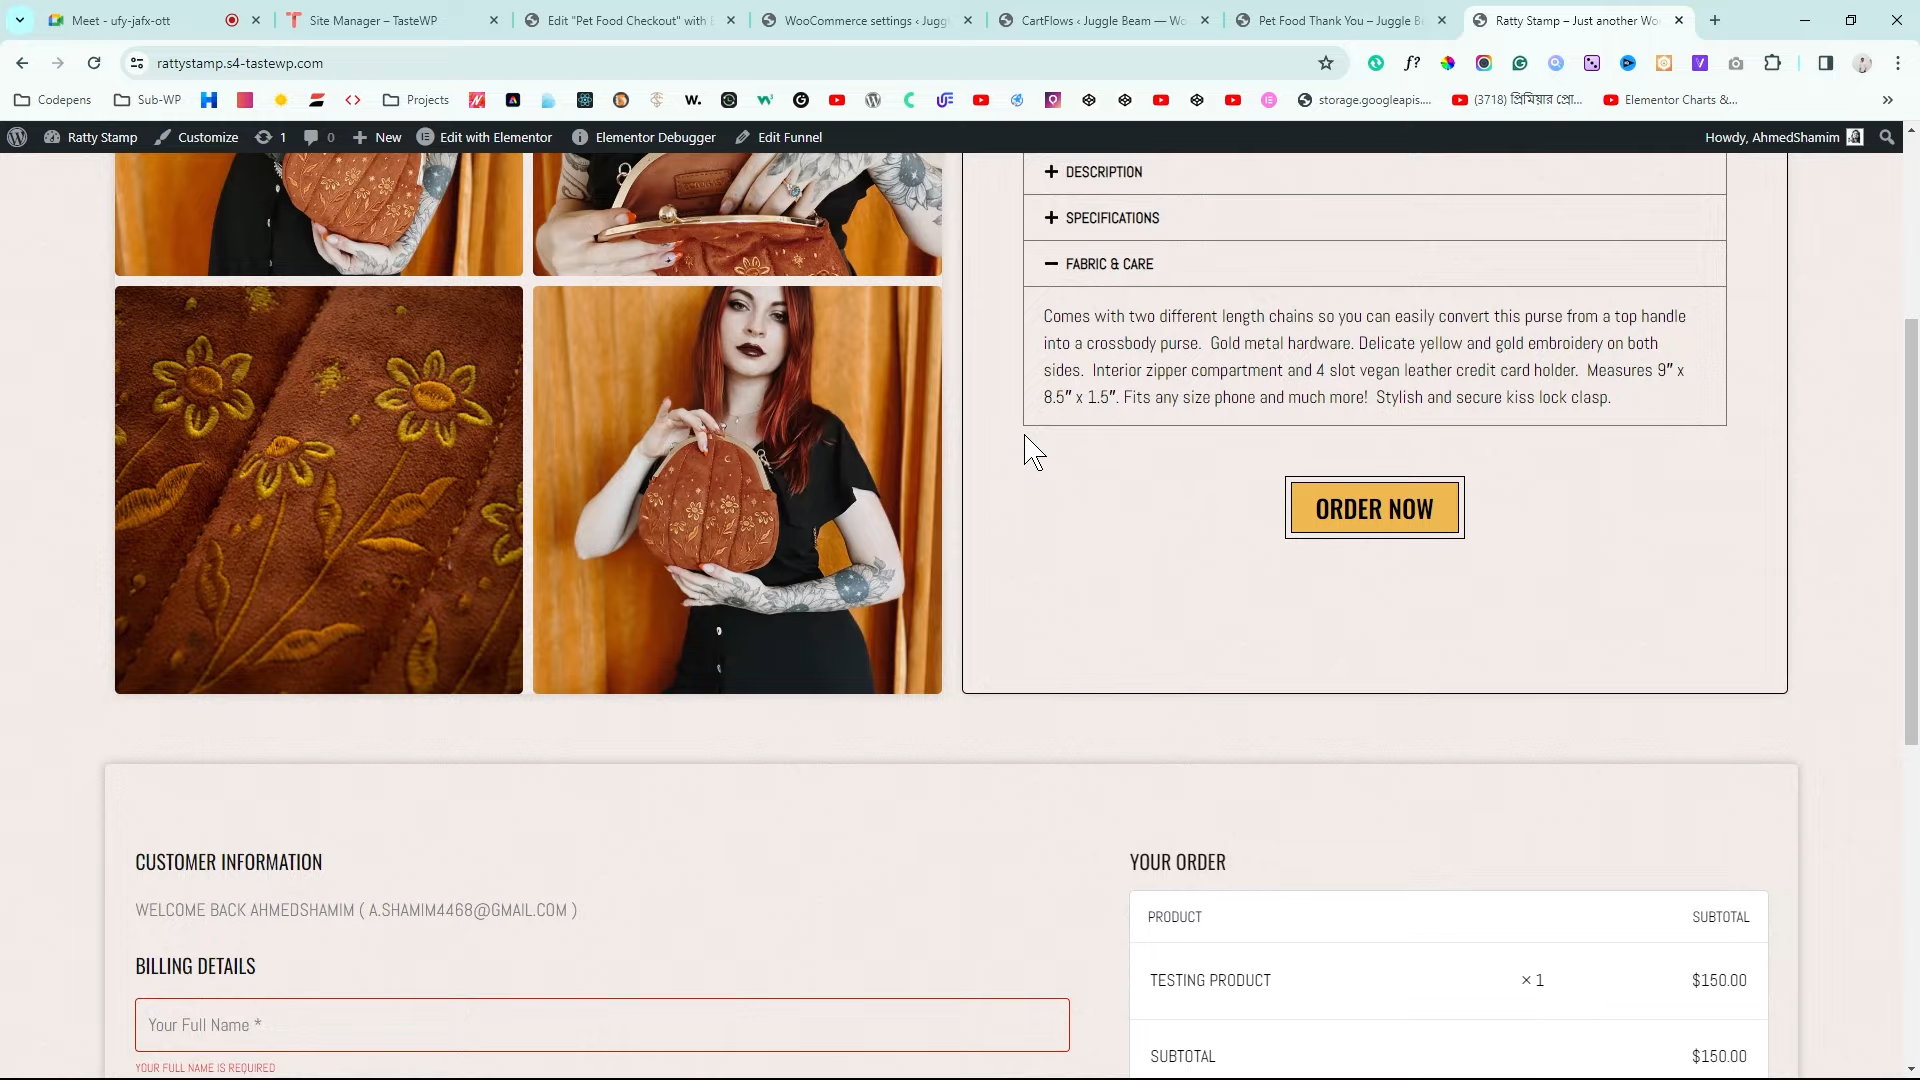 Meet - ufy-jafx-ott
Site Manager – TasteWP
Edit "Pet Food Checkout" with E
WooCommerce settings ‹ Juggl
CartFlows ‹ Juggle Beam — Wo
Pet Food Thank You – Juggle Be
Ratty Stamp – Just another Wor
rattystamp.s4-tastewp.com
Codepens
Sub-WP
Projects
storage.googleapis....
(3718) প্রিমিয়ার প্রো...
Elementor Charts &...
Ratty Stamp
Customize
1
0
New
Edit with Elementor
Elementor Debugger
Edit Funnel
Howdy, AhmedShamim
DESCRIPTION
SPECIFICATIONS
FABRIC & CARE
Comes with two different length chains so you can easily convert this purse from a top handle
into a crossbody purse. Gold metal hardware. Delicate yellow and gold embroidery on both
sides. Interior zipper compartment and 4 slot vegan leather credit card holder. Measures 9″ x
8.5″ x 1.5″. Fits any size phone and much more! Stylish and secure kiss lock clasp.
ORDER NOW
CUSTOMER INFORMATION
WELCOME BACK AHMEDSHAMIM ( A.SHAMIM4468@GMAIL.COM )
BILLING DETAILS
Your Full Name *
YOUR FULL NAME IS REQUIRED
YOUR ORDER
PRODUCT SUBTOTAL
TESTING PRODUCT × 1 $150.00
SUBTOTAL $150.00